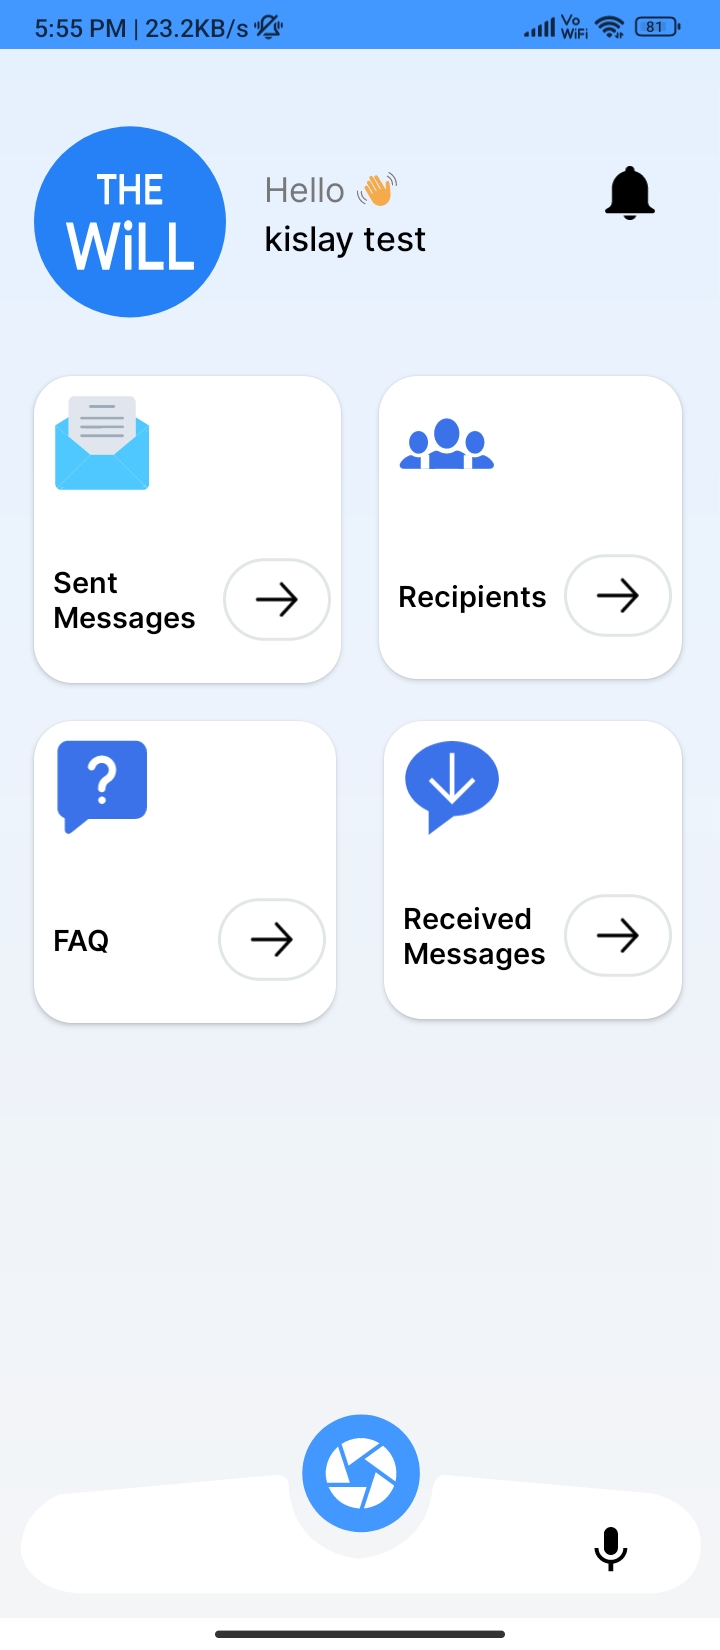 5:55 PM | 23.2KB/s
Vo
WiFi
81
THE
WiLL
Hello 👋
kislay test
Sent
Messages
Recipients
FAQ
Received
Messages